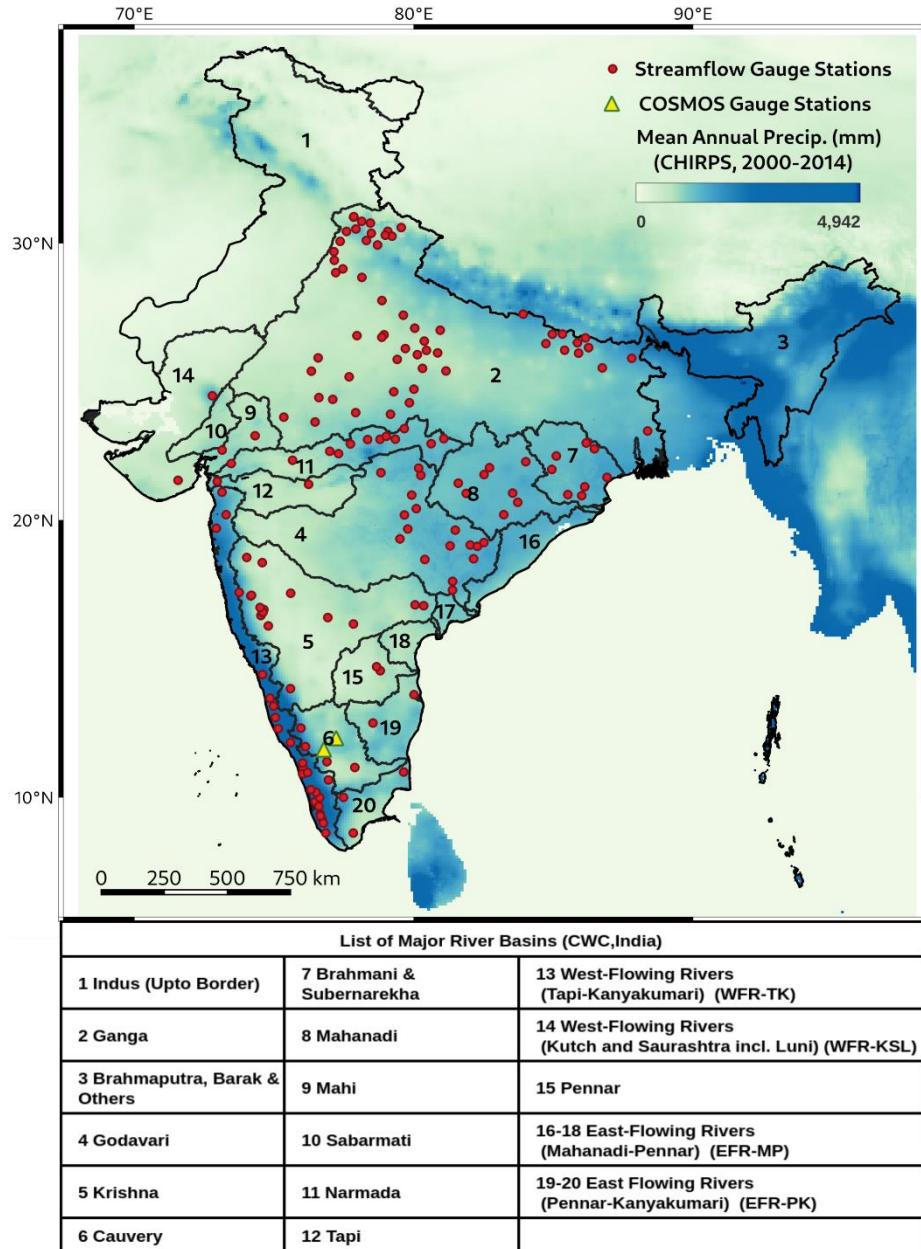 70°E 80°E 90°E
Streamflow Gauge Stations
COSMOS Gauge Stations
Mean Annual Precip. (mm)
(CHIRPS, 2000-2014)
0 4,942
1
30°N
3
14
2
9
10
7
11
12
8
20°N
4
16
17
5
18
13
15
19
6
10°N
20
0 250 500 750 km
List of Major River Basins (CWC,India)
1 Indus (Upto Border)
7 Brahmani &
Subernarekha
13 West-Flowing Rivers
(Tapi-Kanyakumari) (WFR-TK)
2 Ganga
8 Mahanadi
14 West-Flowing Rivers
(Kutch and Saurashtra incl. Luni) (WFR-KSL)
3 Brahmaputra, Barak &
Others
9 Mahi
15 Pennar
4 Godavari
10 Sabarmati
16-18 East-Flowing Rivers
(Mahanadi-Pennar) (EFR-MP)
5 Krishna
11 Narmada
19-20 East Flowing Rivers
(Pennar-Kanyakumari) (EFR-PK)
6 Cauvery
12 Tapi